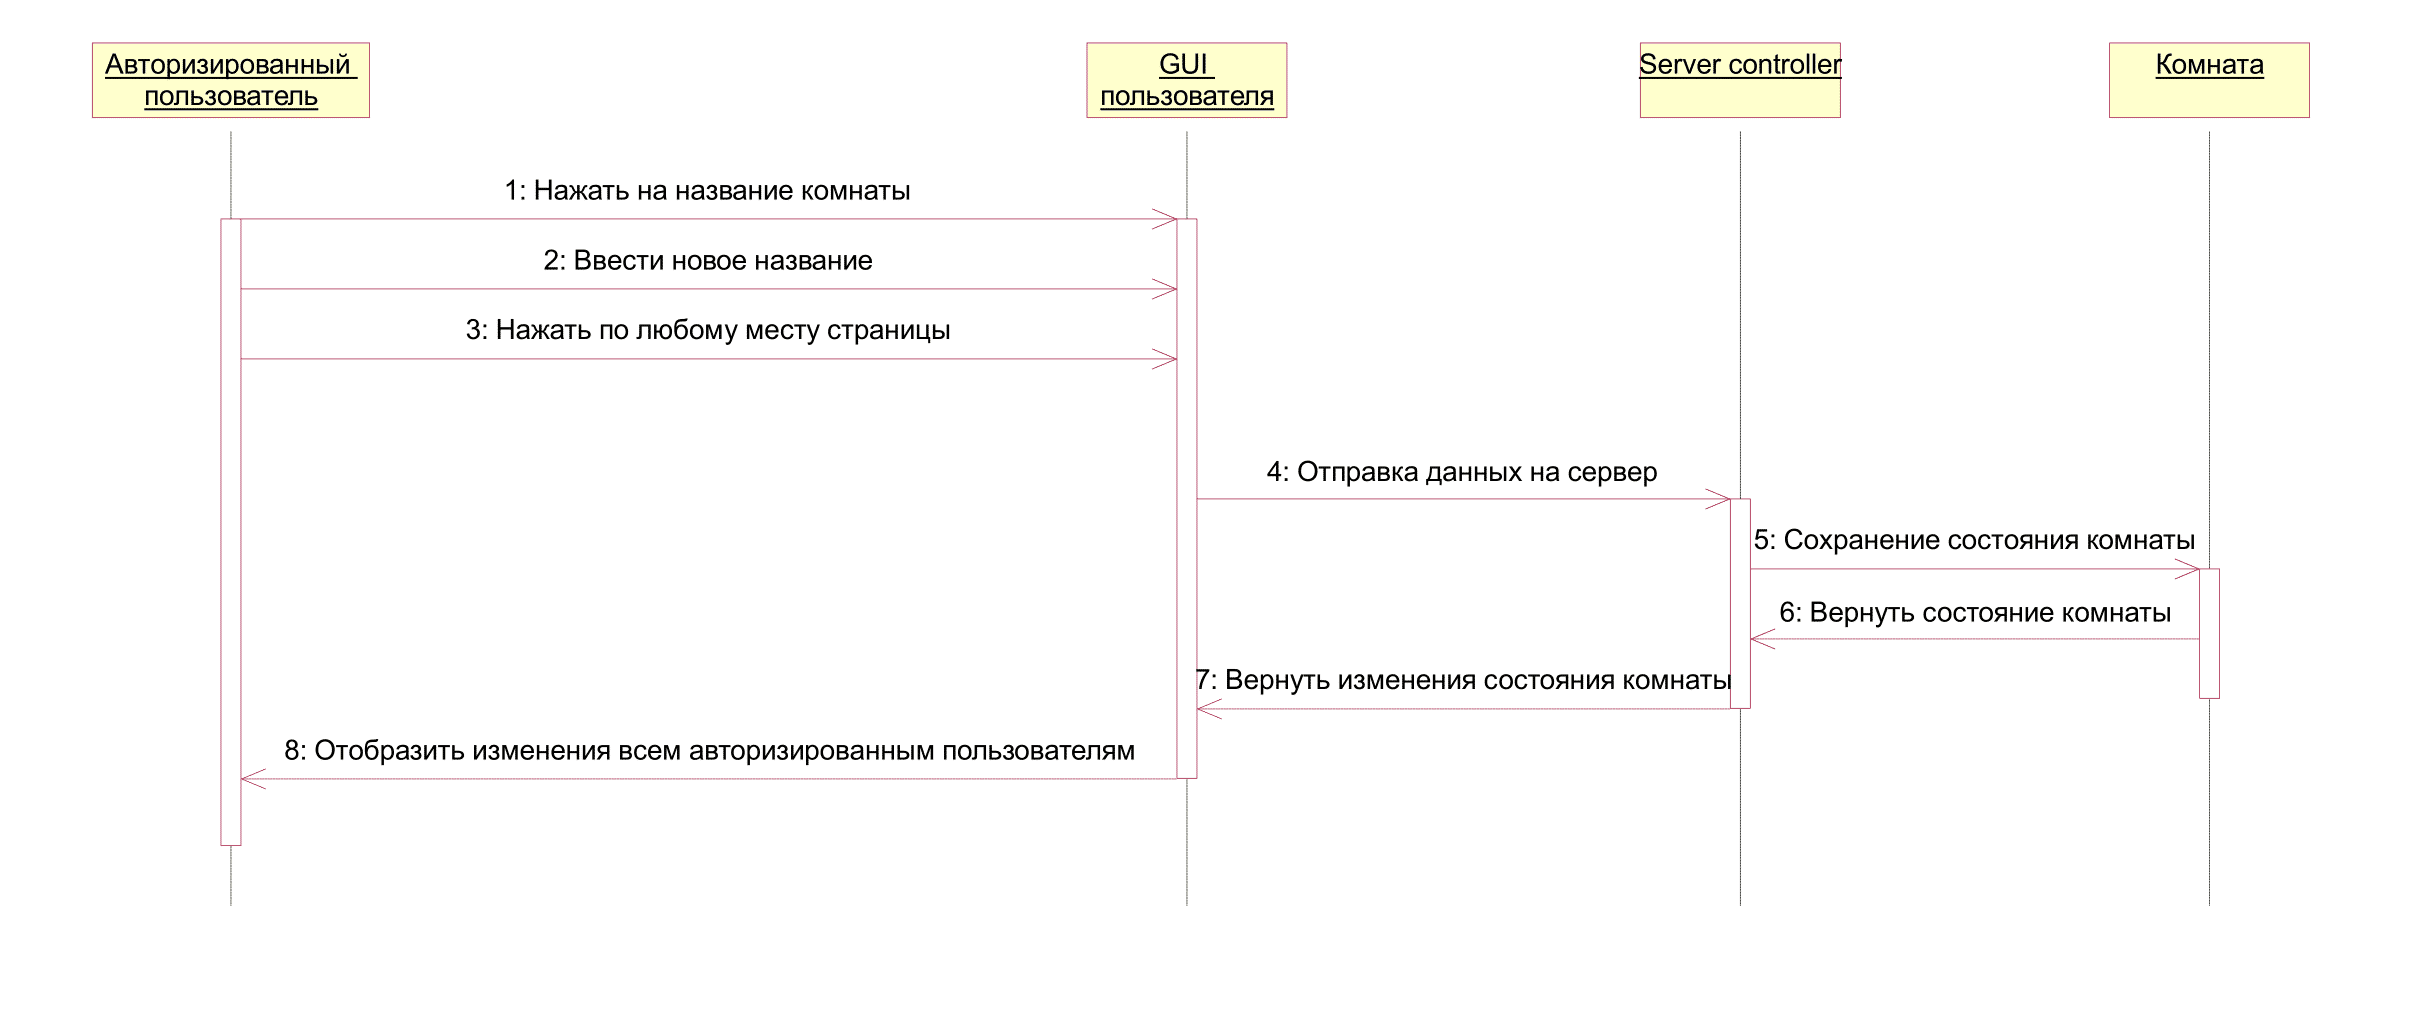 Авторизированный
пользователь
GUI
пользователя
Server controller
Комната
1: Нажать на название комнаты
2: Ввести новое название
3: Нажать по любому месту страницы
4: Отправка данных на сервер
5: Сохранение состояния комнаты
6: Вернуть состояние комнаты
7: Вернуть изменения состояния комнаты
8: Отобразить изменения всем авторизированным пользователям